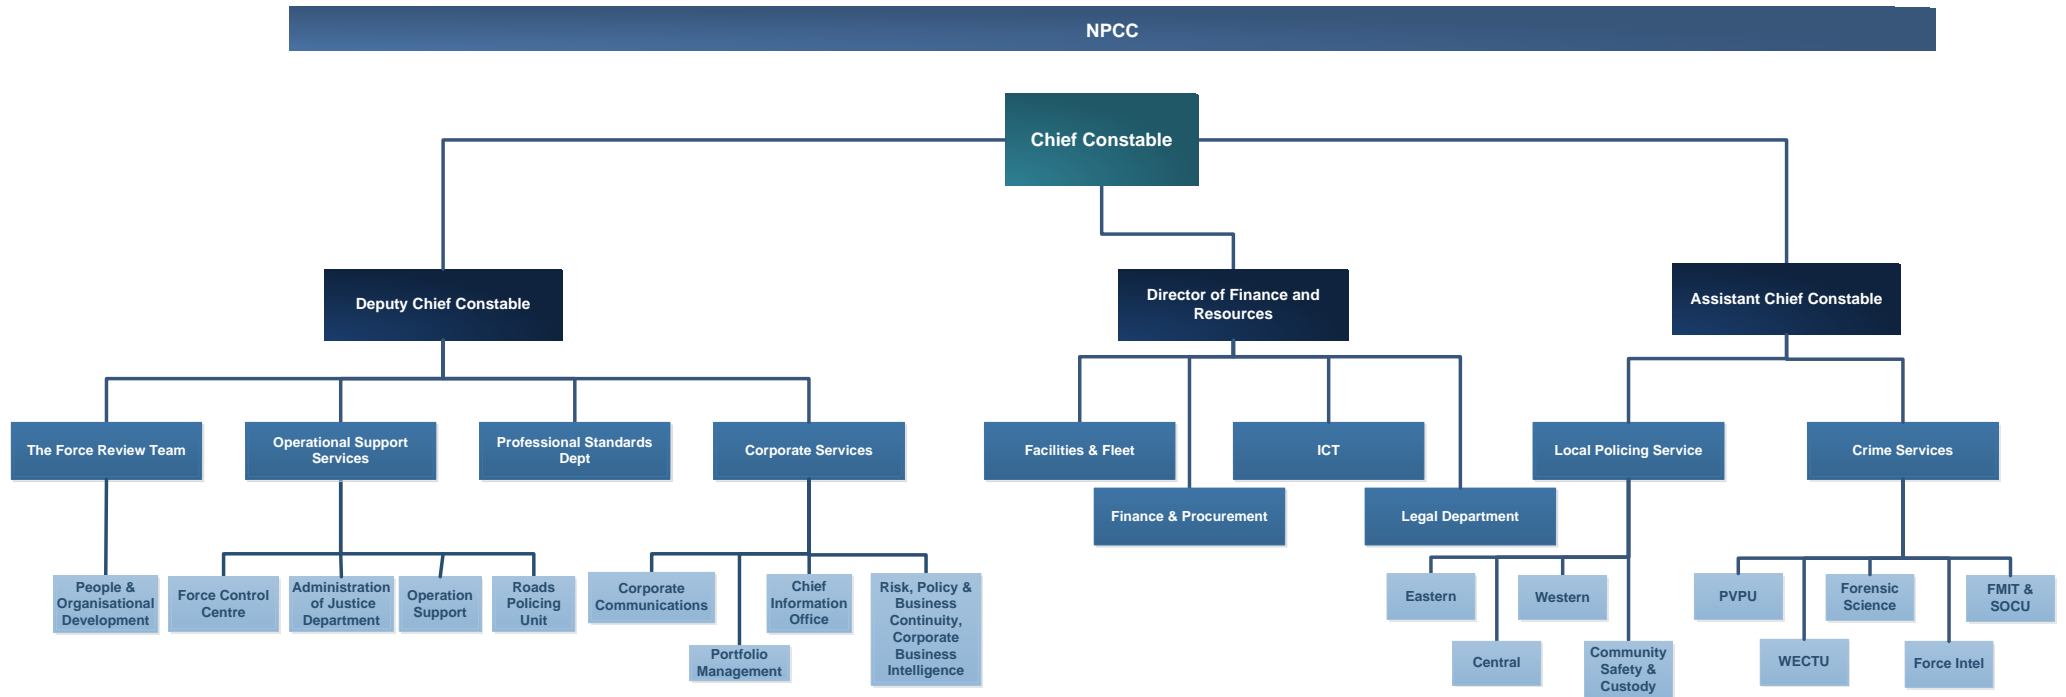 NPCC
Chief Constable
Deputy Chief Constable
Director of Finance and
Resources
Assistant Chief Constable
The Force Review Team
Operational Support
Services
Professional Standards
Dept
Corporate Services
Facilities & Fleet
ICT
Local Policing Service
Crime Services
Finance & Procurement
Legal Department
People &
Organisational
Development
Force Control
Centre
Administration
of Justice
Department
Operation
Support
Roads
Policing
Unit
Corporate
Communications
Chief
Information
Office
Risk, Policy &
Business
Continuity,
Corporate
Business
Intelligence
Portfolio
Management
Eastern
Western
Central
Community
Safety &
Custody
PVPU
Forensic
Science
FMIT &
SOCU
WECTU
Force Intel